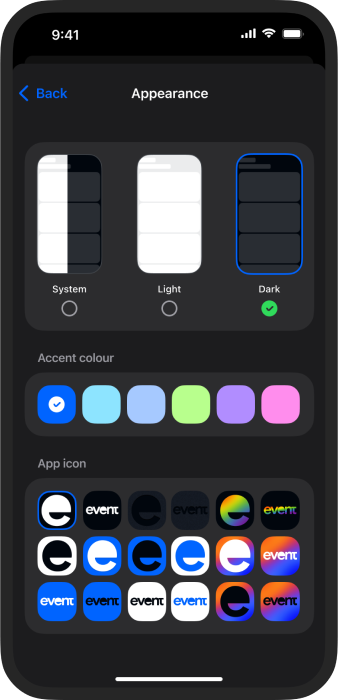 9:41
Back
Appearance
System
Light
Dark
Accent colour
App icon
e event e event e event
e e e e e event
event event event event e event